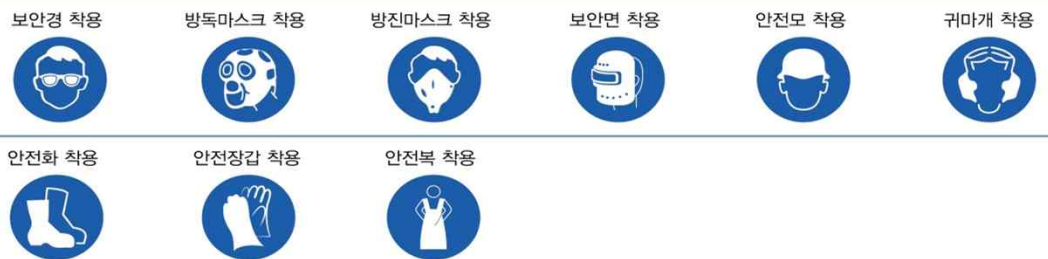 보안경 착용
방독마스크 착용
방진마스크 착용
보안면 착용
안전모 착용
귀마개 착용
안전화 착용
안전장갑 착용
안전복 착용